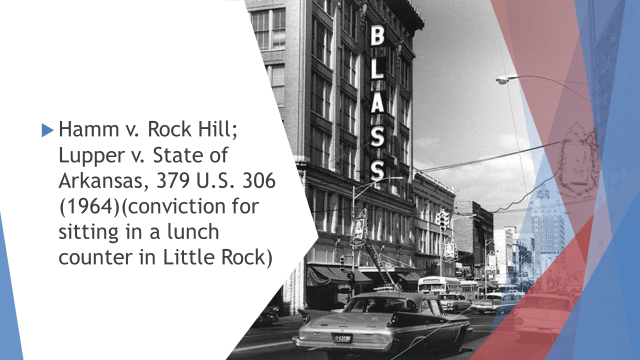 Hamm v. Rock Hill;
Lupper v. State of
Arkansas, 379 U.S. 306
(1964)(conviction for
sitting in a lunch
counter in Little Rock)
BLASS